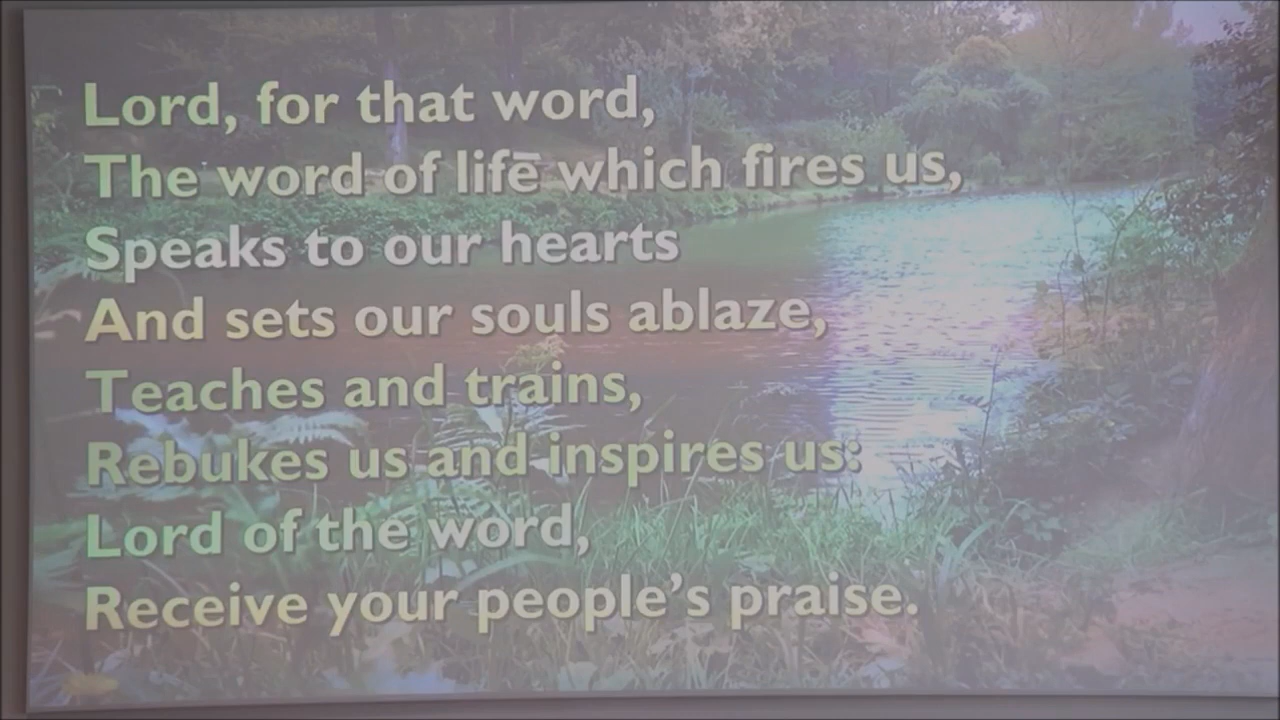 Lord, for that word,
The word of life which fires us,
Speaks to our hearts
And sets our souls ablaze,
Teaches and trains,
Rebukes us and inspires us:
Lord of the word,
Receive your people's praise.